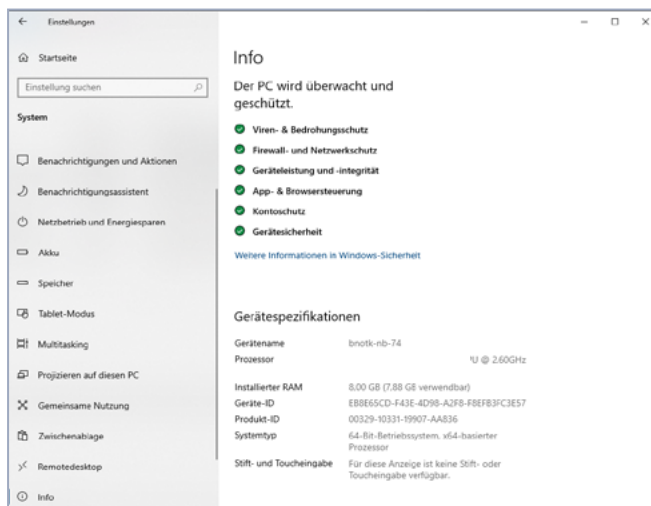 Einstellungen
Startseite
Einstellung suchen
System
Benachrichtigungen und Aktionen
Benachrichtigungsassistent
Netzbetrieb und Energiesparen
Akku
Speicher
Tablet-Modus
Multitasking
Projizieren auf diesen PC
Gemeinsame Nutzung
Zwischenablage
Remotedesktop
Info
Info
Der PC wird überwacht und
geschützt.
Viren- & Bedrohungsschutz
Firewall- und Netzwerkschutz
Geräteleistung und -integrität
App- & Browsersteuerung
Kontoschutz
Gerätesicherheit
Weitere Informationen in Windows-Sicherheit
Gerätespezifikationen
Gerätename bnotk-nb-74
Prozessor @ 2.60GHz
Installierter RAM 8,00 GB (7,88 GB verwendbar)
Geräte-ID EB8E65CD-F43E-4D98-A2F8-F8EFB3FC3E57
Produkt-ID 00329-10331-19907-AA836
Systemtyp 64-Bit-Betriebssystem, x64-basierter
Prozessor
Stift- und Toucheingabe Für diese Anzeige ist keine Stift- oder
Toucheingabe verfügbar.